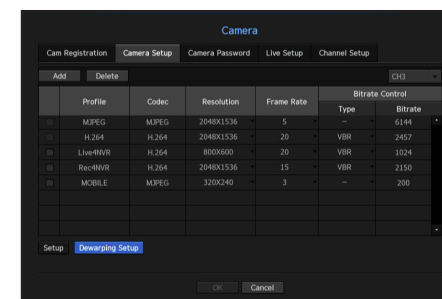 Camera
Cam Registration Camera Setup Camera Password Live Setup Channel Setup
Add Delete CH3
Profile Codec Resolution Frame Rate Bitrate Control
Type Bitrate
MJPEG MJPEG 2048X1536 5 - 6144
H.264 H.264 2048X1536 20 VBR 2457
Live4NVR H.264 800X600 20 VBR 1024
Rec4NVR H.264 2048X1536 15 VBR 2150
MOBILE MJPEG 320X240 3 - 200
Setup Dewarping Setup
OK Cancel